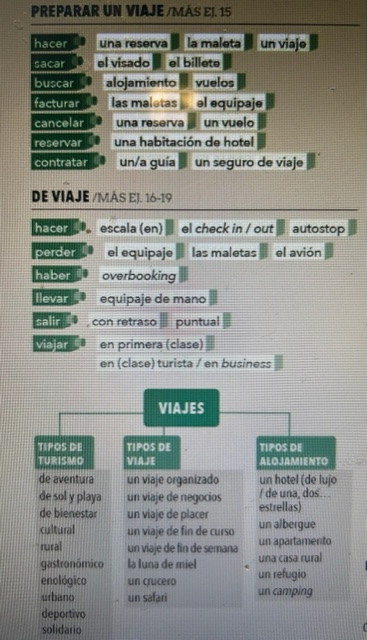 PREPARAR UN VIAJE /MÁS EJ. 15
hacer una reserva la maleta un viaje
sacar el visado el billete
buscar alojamiento vuelos
facturar las maletas el equipaje
cancelar una reserva un vuelo
reservar una habitación de hotel
contratar un/a guía un seguro de viaje
DE VIAJE /MÁS EJ. 16-19
hacer escala (en) el check in / out autostop
perder el equipaje las maletas el avión
haber overbooking
llevar equipaje de mano
salir con retraso puntual
viajar en primera (clase)
en (clase) turista / en business
VIAJES
TIPOS DE
TURISMO
de aventura
de sol y playa
de bienestar
cultural
rural
gastronómico
enológico
urbano
deportivo
solidario
TIPOS DE
VIAJE
un viaje organizado
un viaje de negocios
un viaje de placer
un viaje de fin de curso
un viaje de fin de semana
la luna de miel
un crucero
un safari
TIPOS DE
ALOJAMIENTO
un hotel (de lujo
/ de una, dos...
estrellas)
un albergue
un apartamento
una casa rural
un refugio
un camping